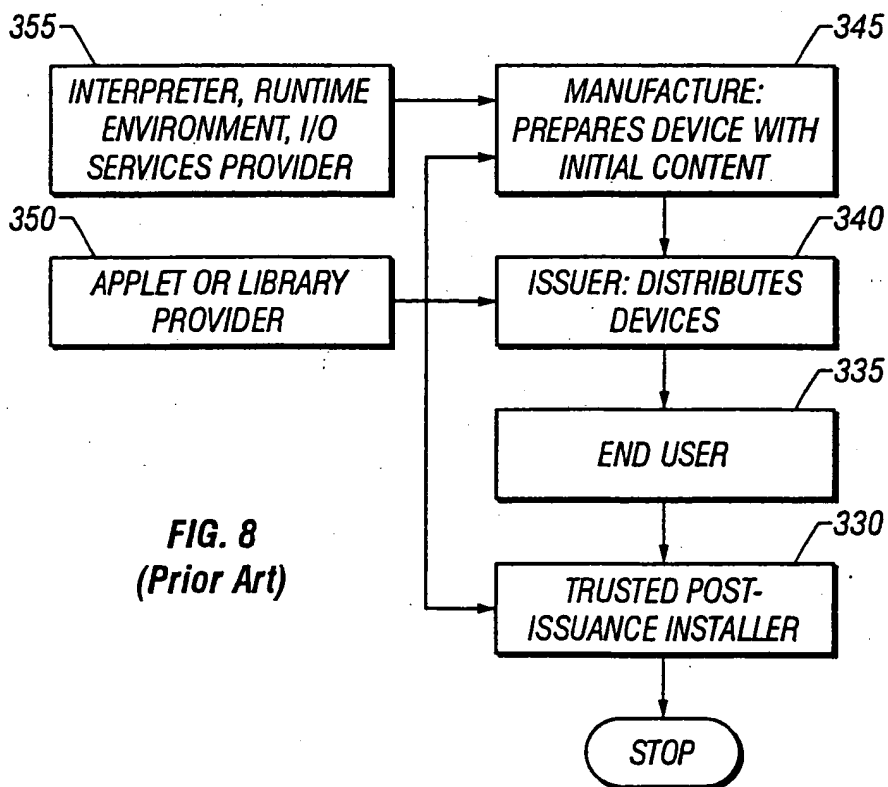 355
INTERPRETER, RUNTIME
ENVIRONMENT, I/O
SERVICES PROVIDER
345
MANUFACTURE:
PREPARES DEVICE WITH
INITIAL CONTENT
350
APPLET OR LIBRARY
PROVIDER
340
ISSUER: DISTRIBUTES
DEVICES
335
END USER
330
TRUSTED POST-
ISSUANCE INSTALLER
STOP
FIG. 8
(Prior Art)